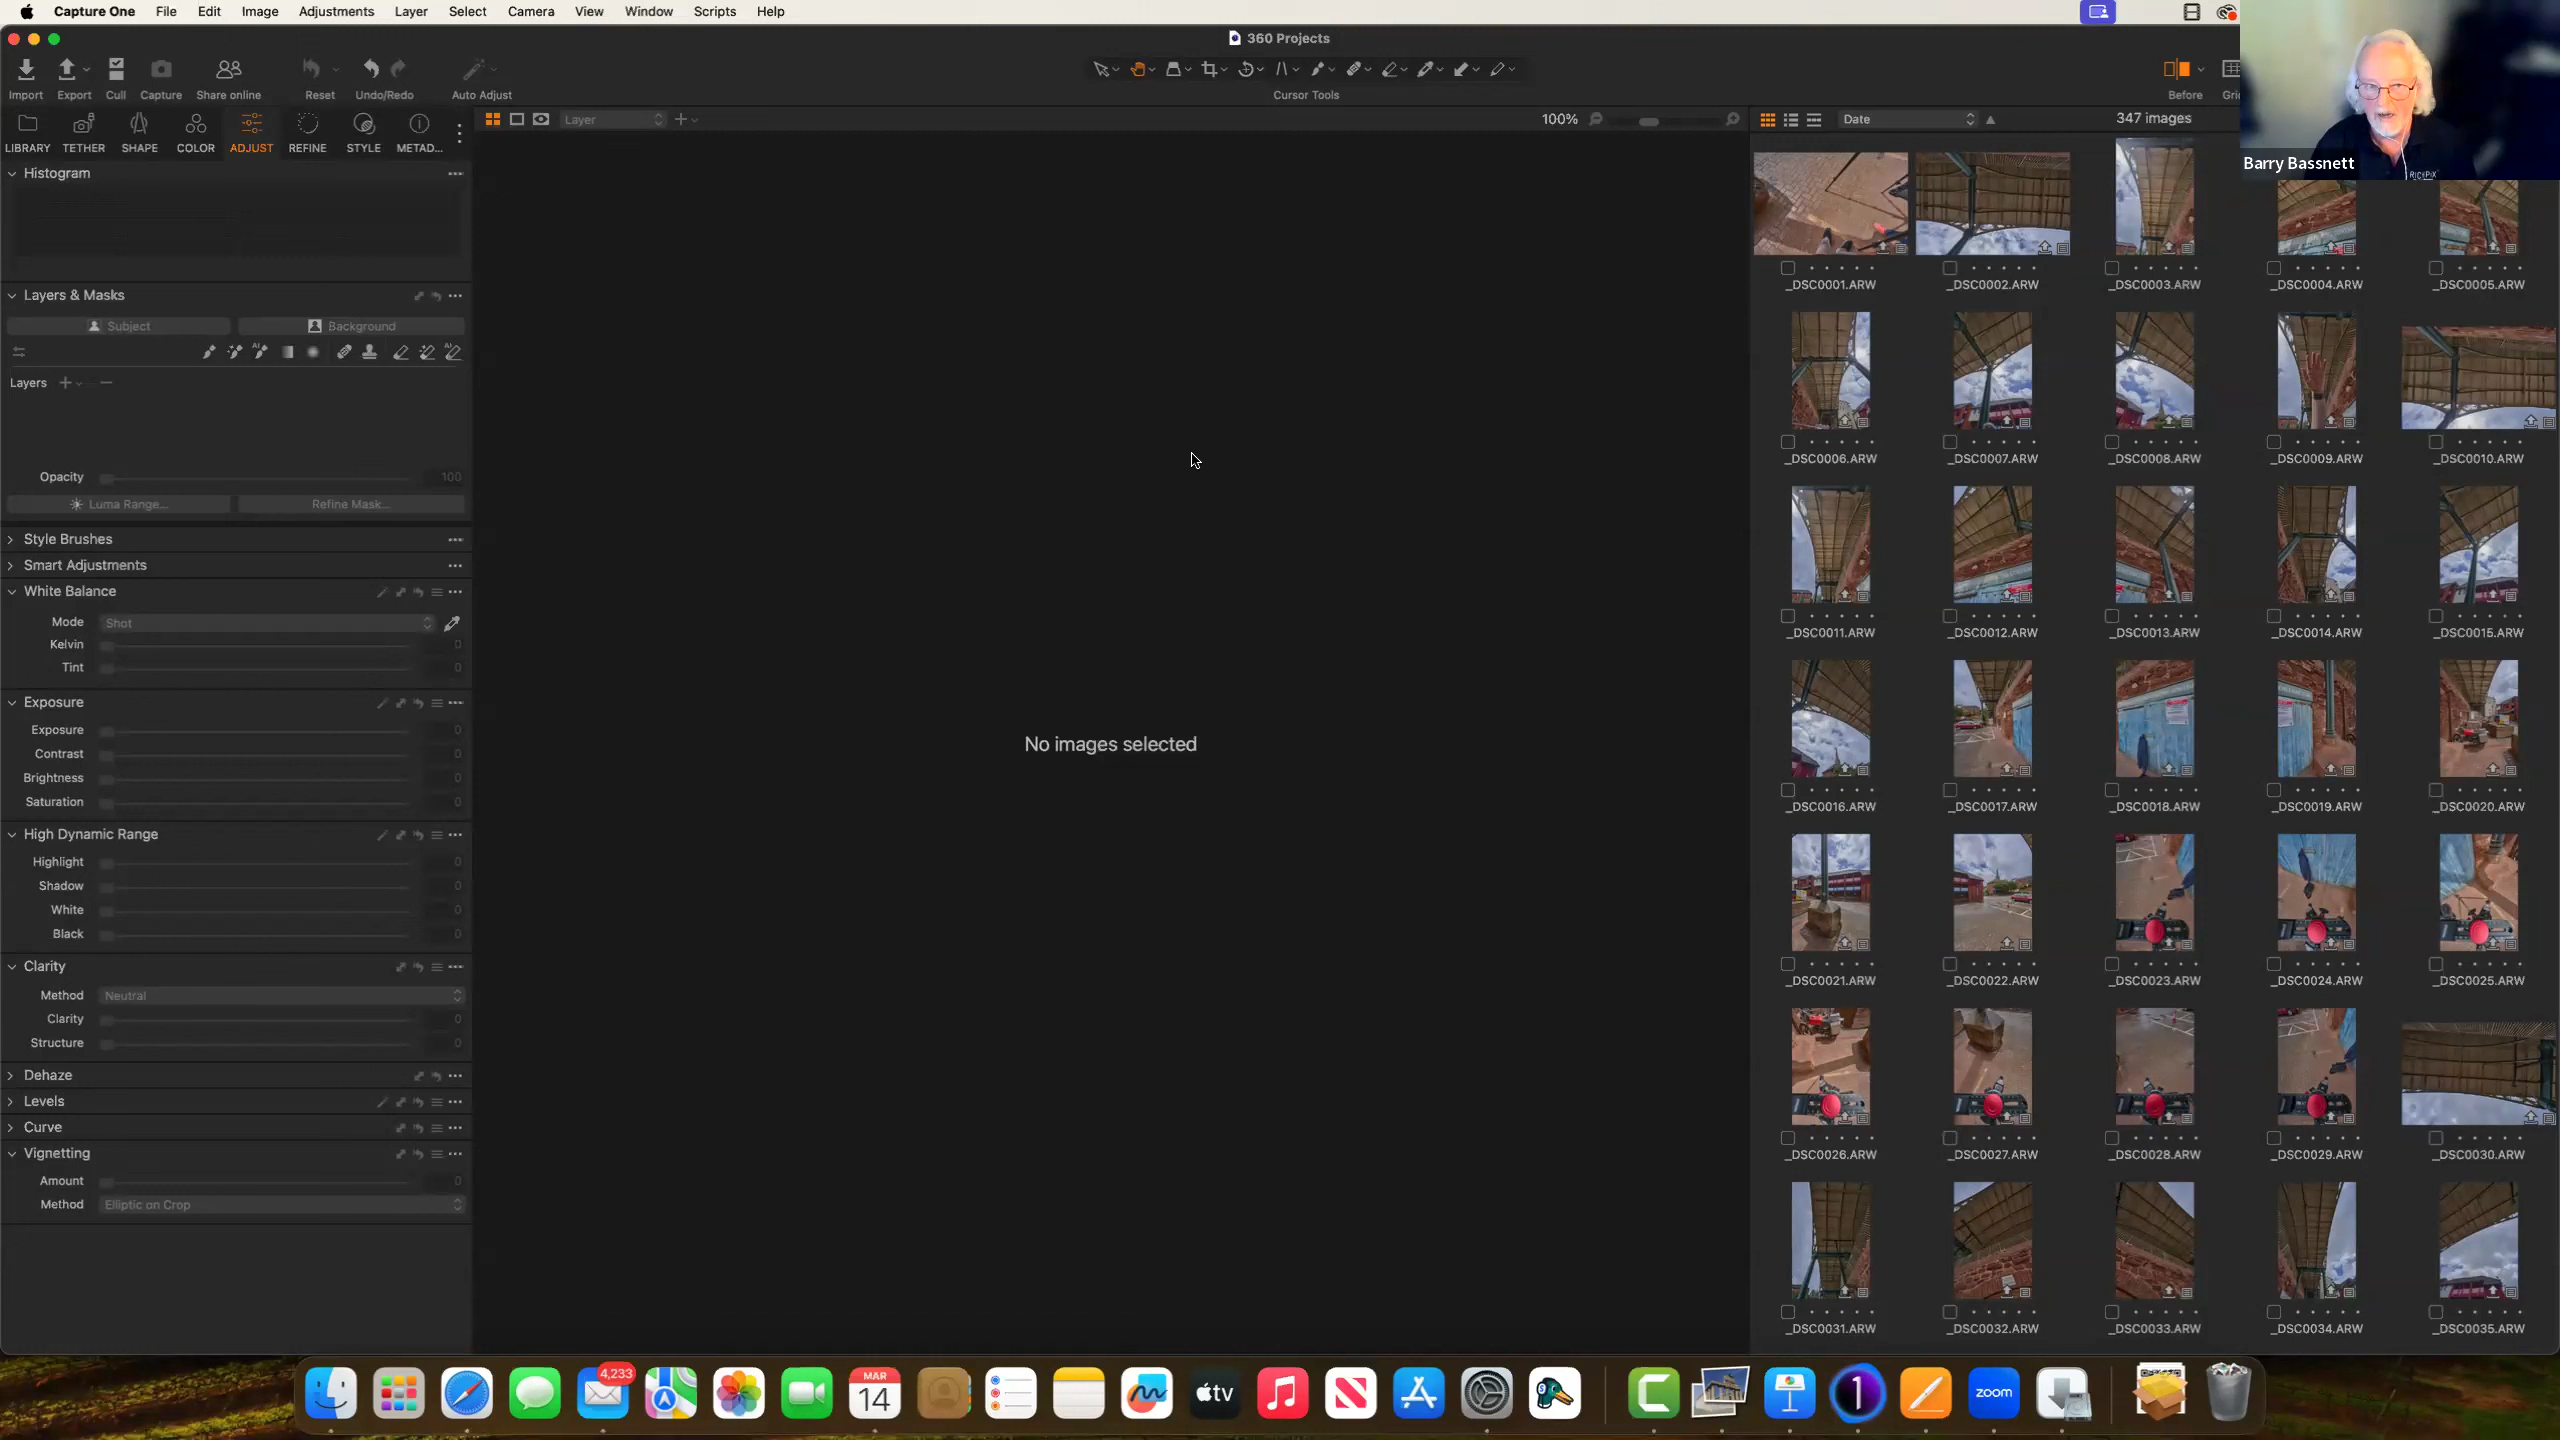 Capture One File Edit Image Adjustments Layer Select Camera View Window Scripts Help
360 Projects
Import Export Cull Capture Share online Reset Undo/Redo Auto Adjust Cursor Tools Before
LIBRARY TETHER SHAPE COLOR ADJUST REFINE STYLE METAD...
Layer 100% Date 347 images
Barry Bassnett
Histogram
Layers & Masks
Subject Background
Layers
Opacity 100
Luma Range... Refine Mask...
Style Brushes
Smart Adjustments
White Balance
Mode Shot
Kelvin 0
Tint 0
Exposure
Exposure 0
Contrast 0
Brightness 0
Saturation 0
High Dynamic Range
Highlight 0
Shadow 0
White 0
Black 0
Clarity
Method Neutral
Clarity 0
Structure 0
Dehaze
Levels
Curve
Vignetting
Amount 0
Method Elliptic on Crop
No images selected
_DSC0001.ARW _DSC0002.ARW _DSC0003.ARW _DSC0004.ARW _DSC0005.ARW
_DSC0006.ARW _DSC0007.ARW _DSC0008.ARW _DSC0009.ARW _DSC0010.ARW
_DSC0011.ARW _DSC0012.ARW _DSC0013.ARW _DSC0014.ARW _DSC0015.ARW
_DSC0016.ARW _DSC0017.ARW _DSC0018.ARW _DSC0019.ARW _DSC0020.ARW
_DSC0021.ARW _DSC0022.ARW _DSC0023.ARW _DSC0024.ARW _DSC0025.ARW
_DSC0026.ARW _DSC0027.ARW _DSC0028.ARW _DSC0029.ARW _DSC0030.ARW
_DSC0031.ARW _DSC0032.ARW _DSC0033.ARW _DSC0034.ARW _DSC0035.ARW
4,233
MAR
14
tv
zoom